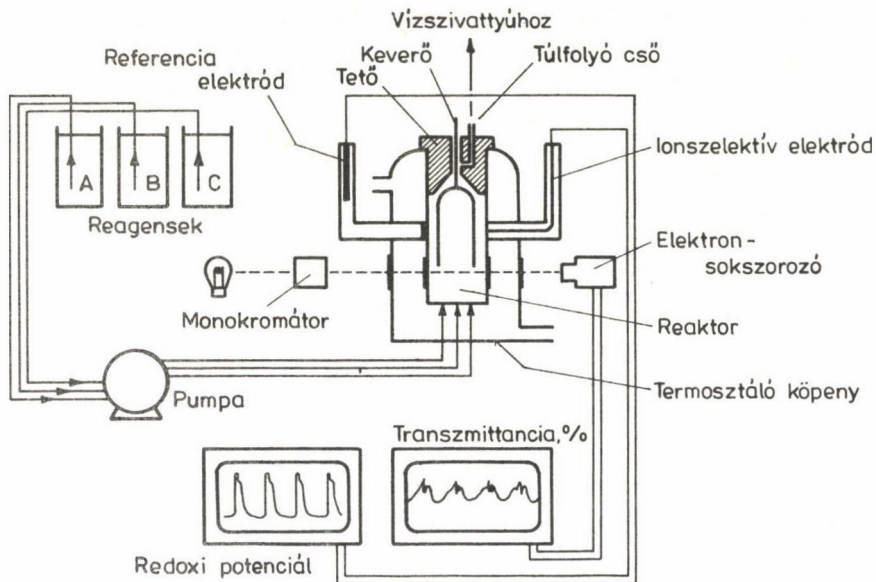 Vízszivattyúhoz
Referencia
elektród
Keverő
Tető
Túlfolyó cső
Ionszelektív elektród
A
B
C
Reagensek
Elektron-
sokszorozó
Monokromátor
Reaktor
Pumpa
Termosztáló köpeny
Transzmittancia,%
Redoxi potenciál